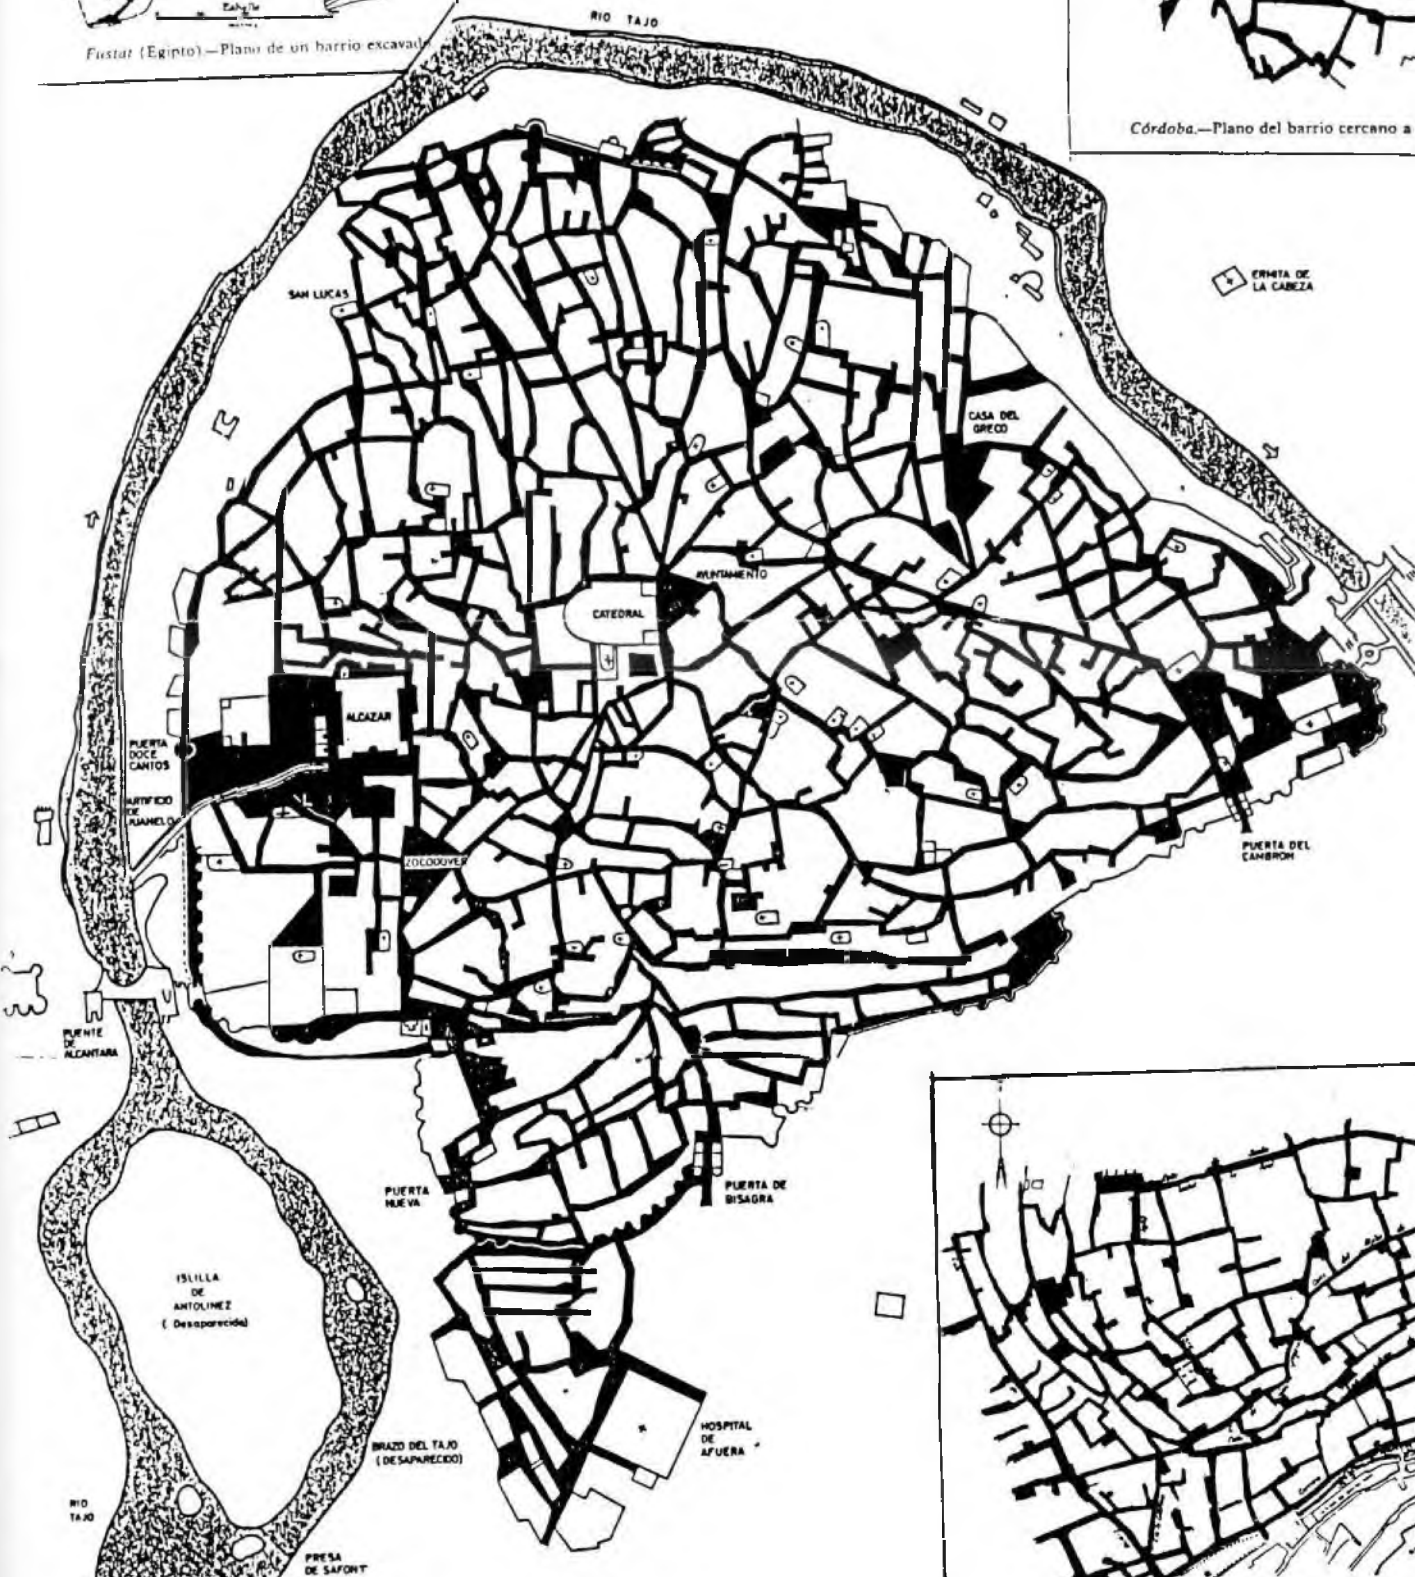 RIO TAJO
Fustat (Egipto).—Plano de un barrio excavado
Córdoba.—Plano del barrio cercano a
ERMITA DE
LA CABEZA
SAN LUCAS
CASA DEL
GRECO
AYUNTAMIENTO
CATEDRAL
ALCAZAR
PUERTA
DOCE
CANTOS
ARTIFICIO
DE
JUANELO
ZOCODOVER
PUERTA DEL
CAMBRON
PUENTE
DE
ALCANTARA
PUERTA
NUEVA
PUERTA DE
BISAGRA
ISLILLA
DE
ANTOLINEZ
( Desaparecida)
HOSPITAL
DE
AFUERA
BRAZO DEL TAJO
( DESAPARECIDO)
RIO
TAJO
PRESA
DE SAFONT